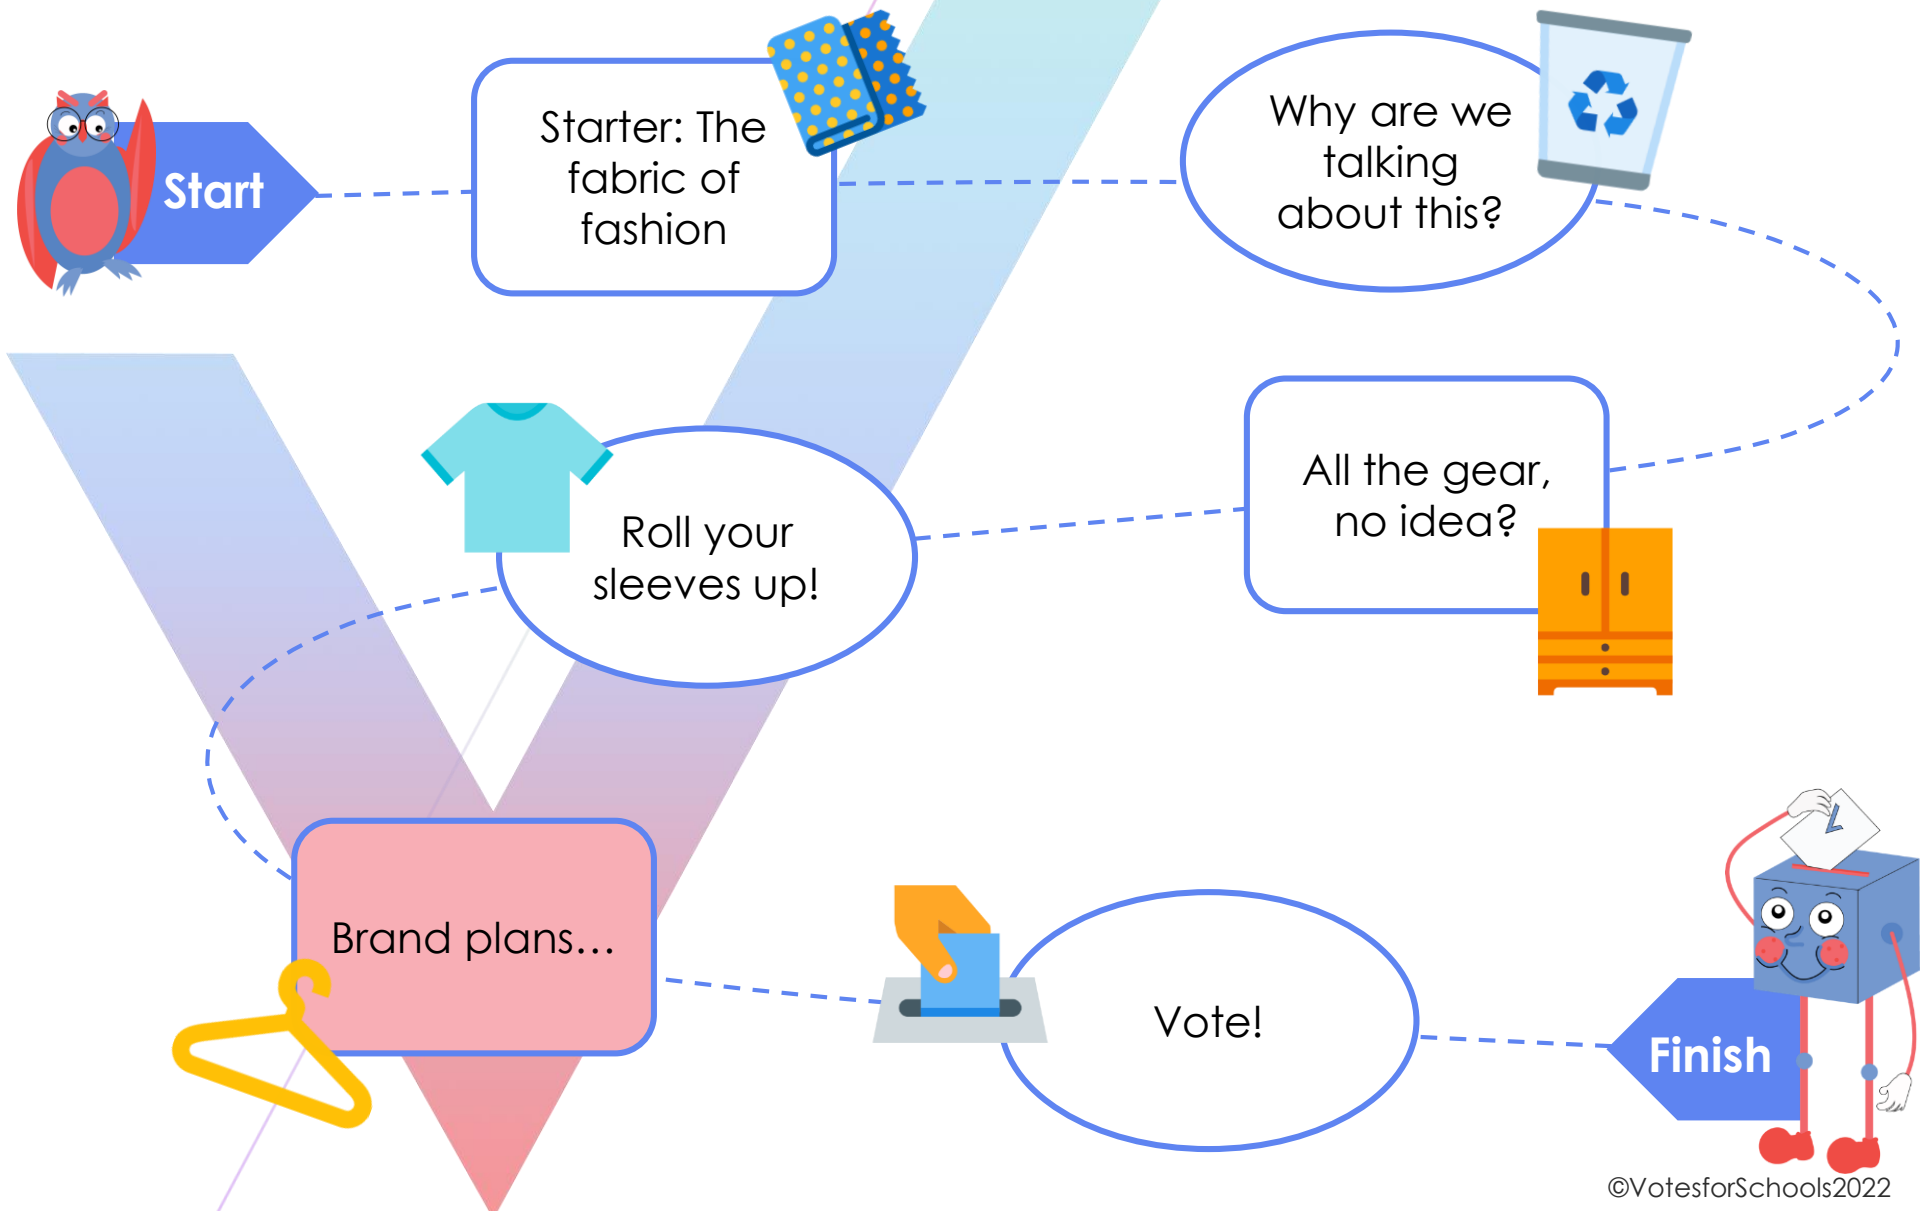 Start
Starter: The
fabric of
fashion
Why are we
talking
about this?
All the gear,
no idea?
Roll your
sleeves up!
Brand plans...
Vote!
Finish
©VotesforSchools2022